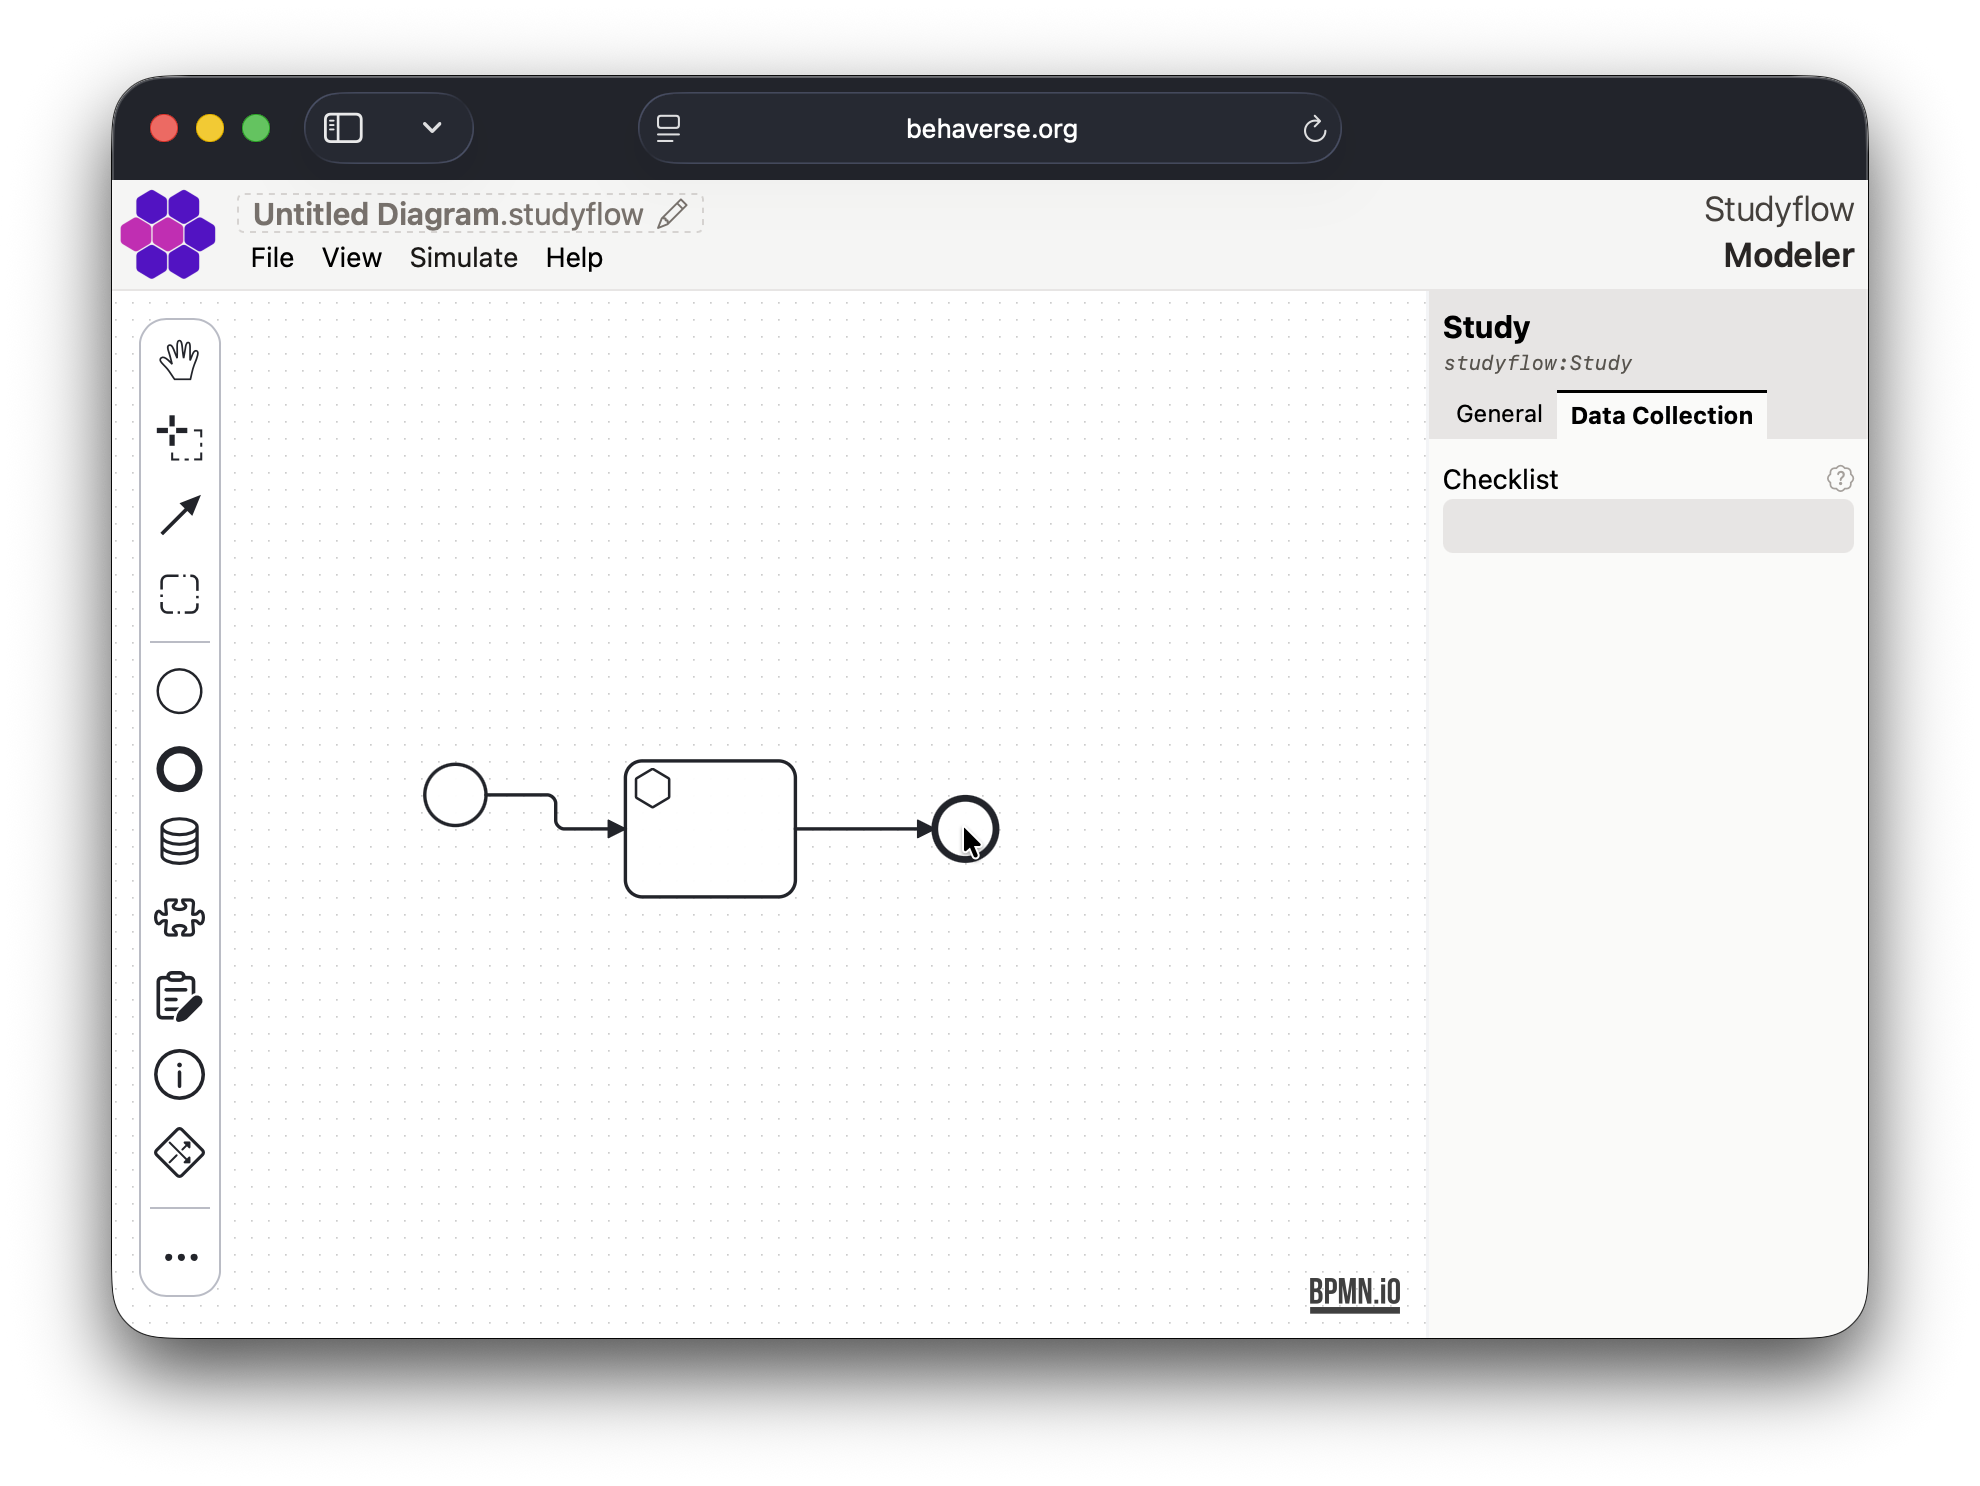 behaverse.org
Untitled Diagram.studyflow
File View Simulate Help
Studyflow
Modeler
Study
studyflow:Study
General Data Collection
Checklist
?
BPMN.iO